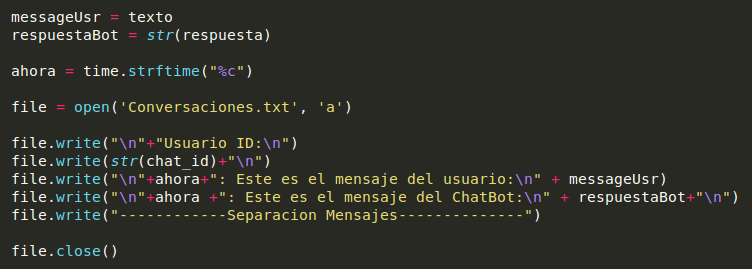 messageUsr = texto
respuestaBot = str(respuesta)
ahora = time.strftime("%c")
file = open('Conversaciones.txt', 'a')
file.write("\n"+"Usuario ID:\n")
file.write(str(chat_id)+"\n")
file.write("\n"+ahora+": Este es el mensaje del usuario:\n" + messageUsr)
file.write("\n"+ahora +": Este es el mensaje del ChatBot:\n" + respuestaBot+"\n")
file.write("------------Separacion Mensajes--------------")
file.close()